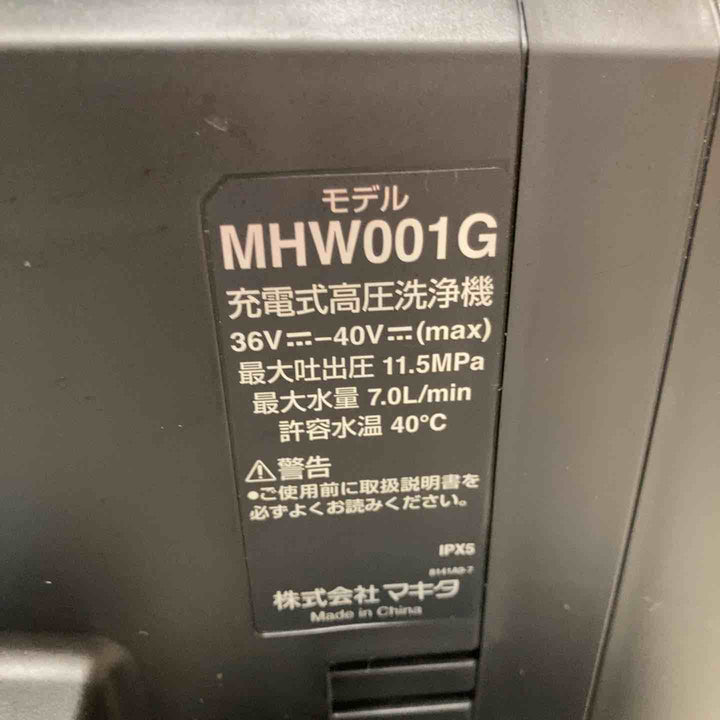 モデル
MHW001G
充電式高圧洗浄機
36V⎓–40V⎓(max)
最大吐出圧 11.5MPa
最大水量 7.0L/min
許容水温 40℃
⚠警告
●ご使用前に取扱説明書を
必ずよくお読みください。
IPX5
8141A8-7
株式会社マキタ
Made in China